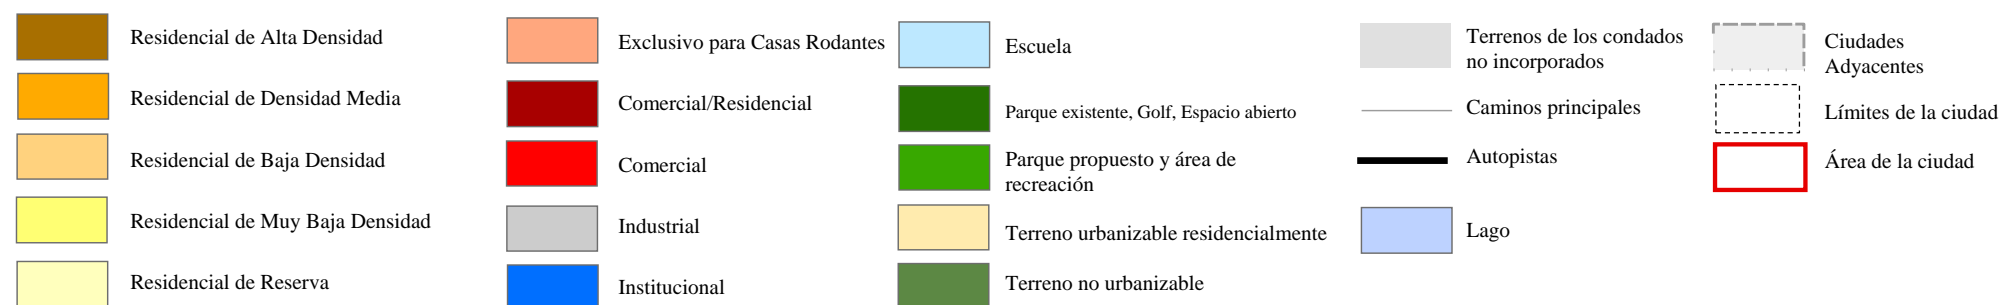 Residencial de Alta Densidad
Residencial de Densidad Media
Residencial de Baja Densidad
Residencial de Muy Baja Densidad
Residencial de Reserva
Exclusivo para Casas Rodantes
Comercial/Residencial
Comercial
Industrial
Institucional
Escuela
Parque existente, Golf, Espacio abierto
Parque propuesto y área de
recreación
Terreno urbanizable residencialmente
Terreno no urbanizable
Terrenos de los condados
no incorporados
Caminos principales
Autopistas
Lago
Ciudades
Adyacentes
Límites de la ciudad
Área de la ciudad